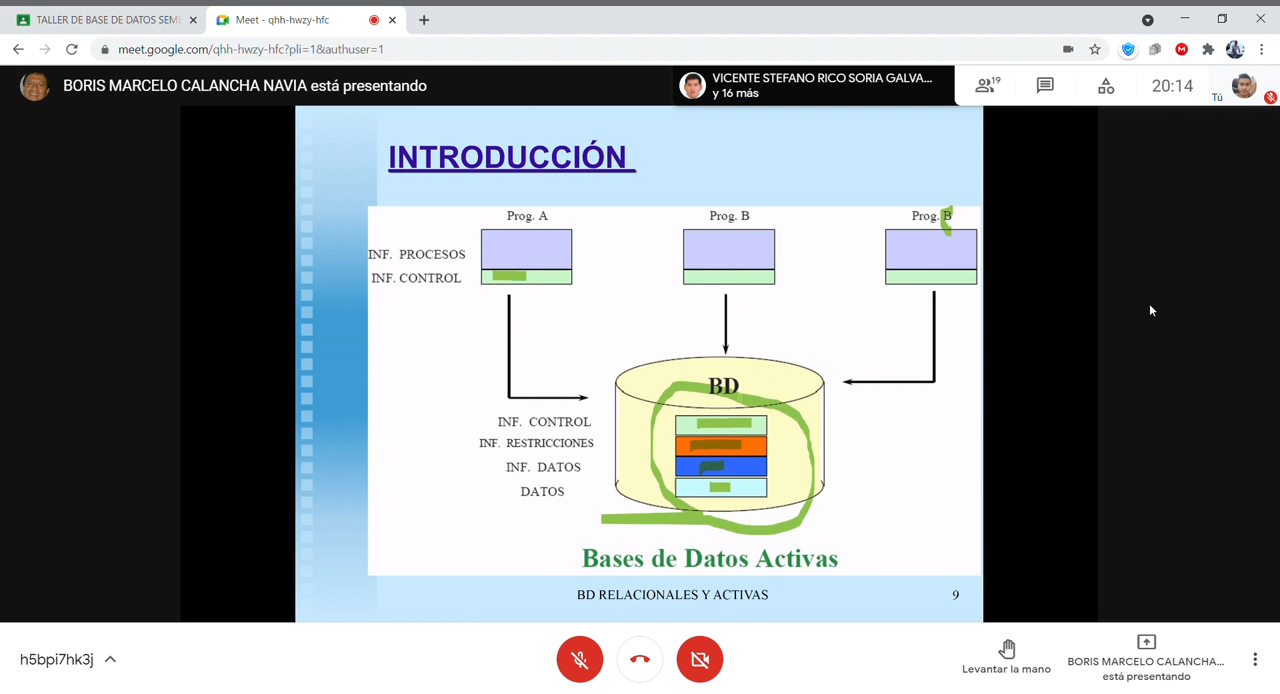 TALLER DE BASE DE DATOS SEM
Meet - qhh-hwzy-hfc
meet.google.com/qhh-hwzy-hfc?pli=1&authuser=1
BORIS MARCELO CALANCHA NAVIA está presentando
VICENTE STEFANO RICO SORIA GALVA...
y 16 más
19
20:14
Tú
INTRODUCCIÓN
Prog. A
Prog. B
Prog. B
INF. PROCESOS
INF. CONTROL
BD
INF. CONTROL
INF. RESTRICCIONES
INF. DATOS
DATOS
Bases de Datos Activas
BD RELACIONALES Y ACTIVAS
9
h5bpi7hk3j
Levantar la mano
BORIS MARCELO CALANCHA...
está presentando